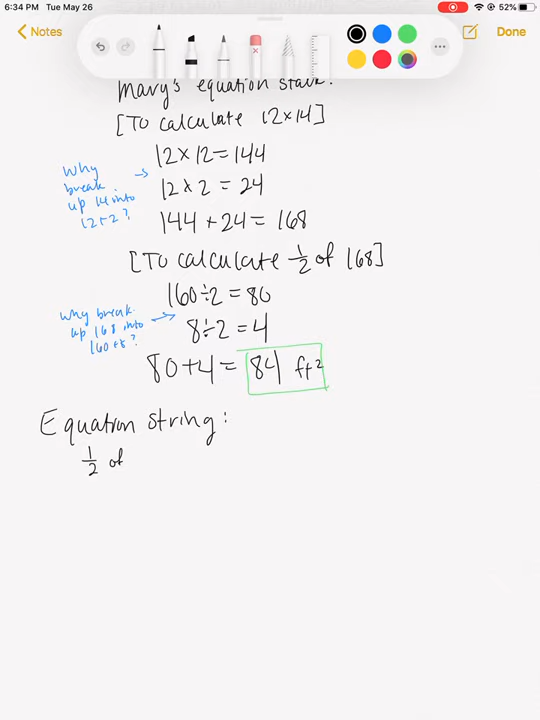 6:34 PM Tue May 26
52%
Notes
Done
Mary's equation stack:
[To calculate 12×14]
12×12=144
12×2=24
144+24=168
Why
break
up 14 into
12+2?
[To calculate 1/2 of 168]
160÷2=80
8÷2=4
80+4=84 ft²
why break
up 168 into
160+8?
Equation string:
1/2 of